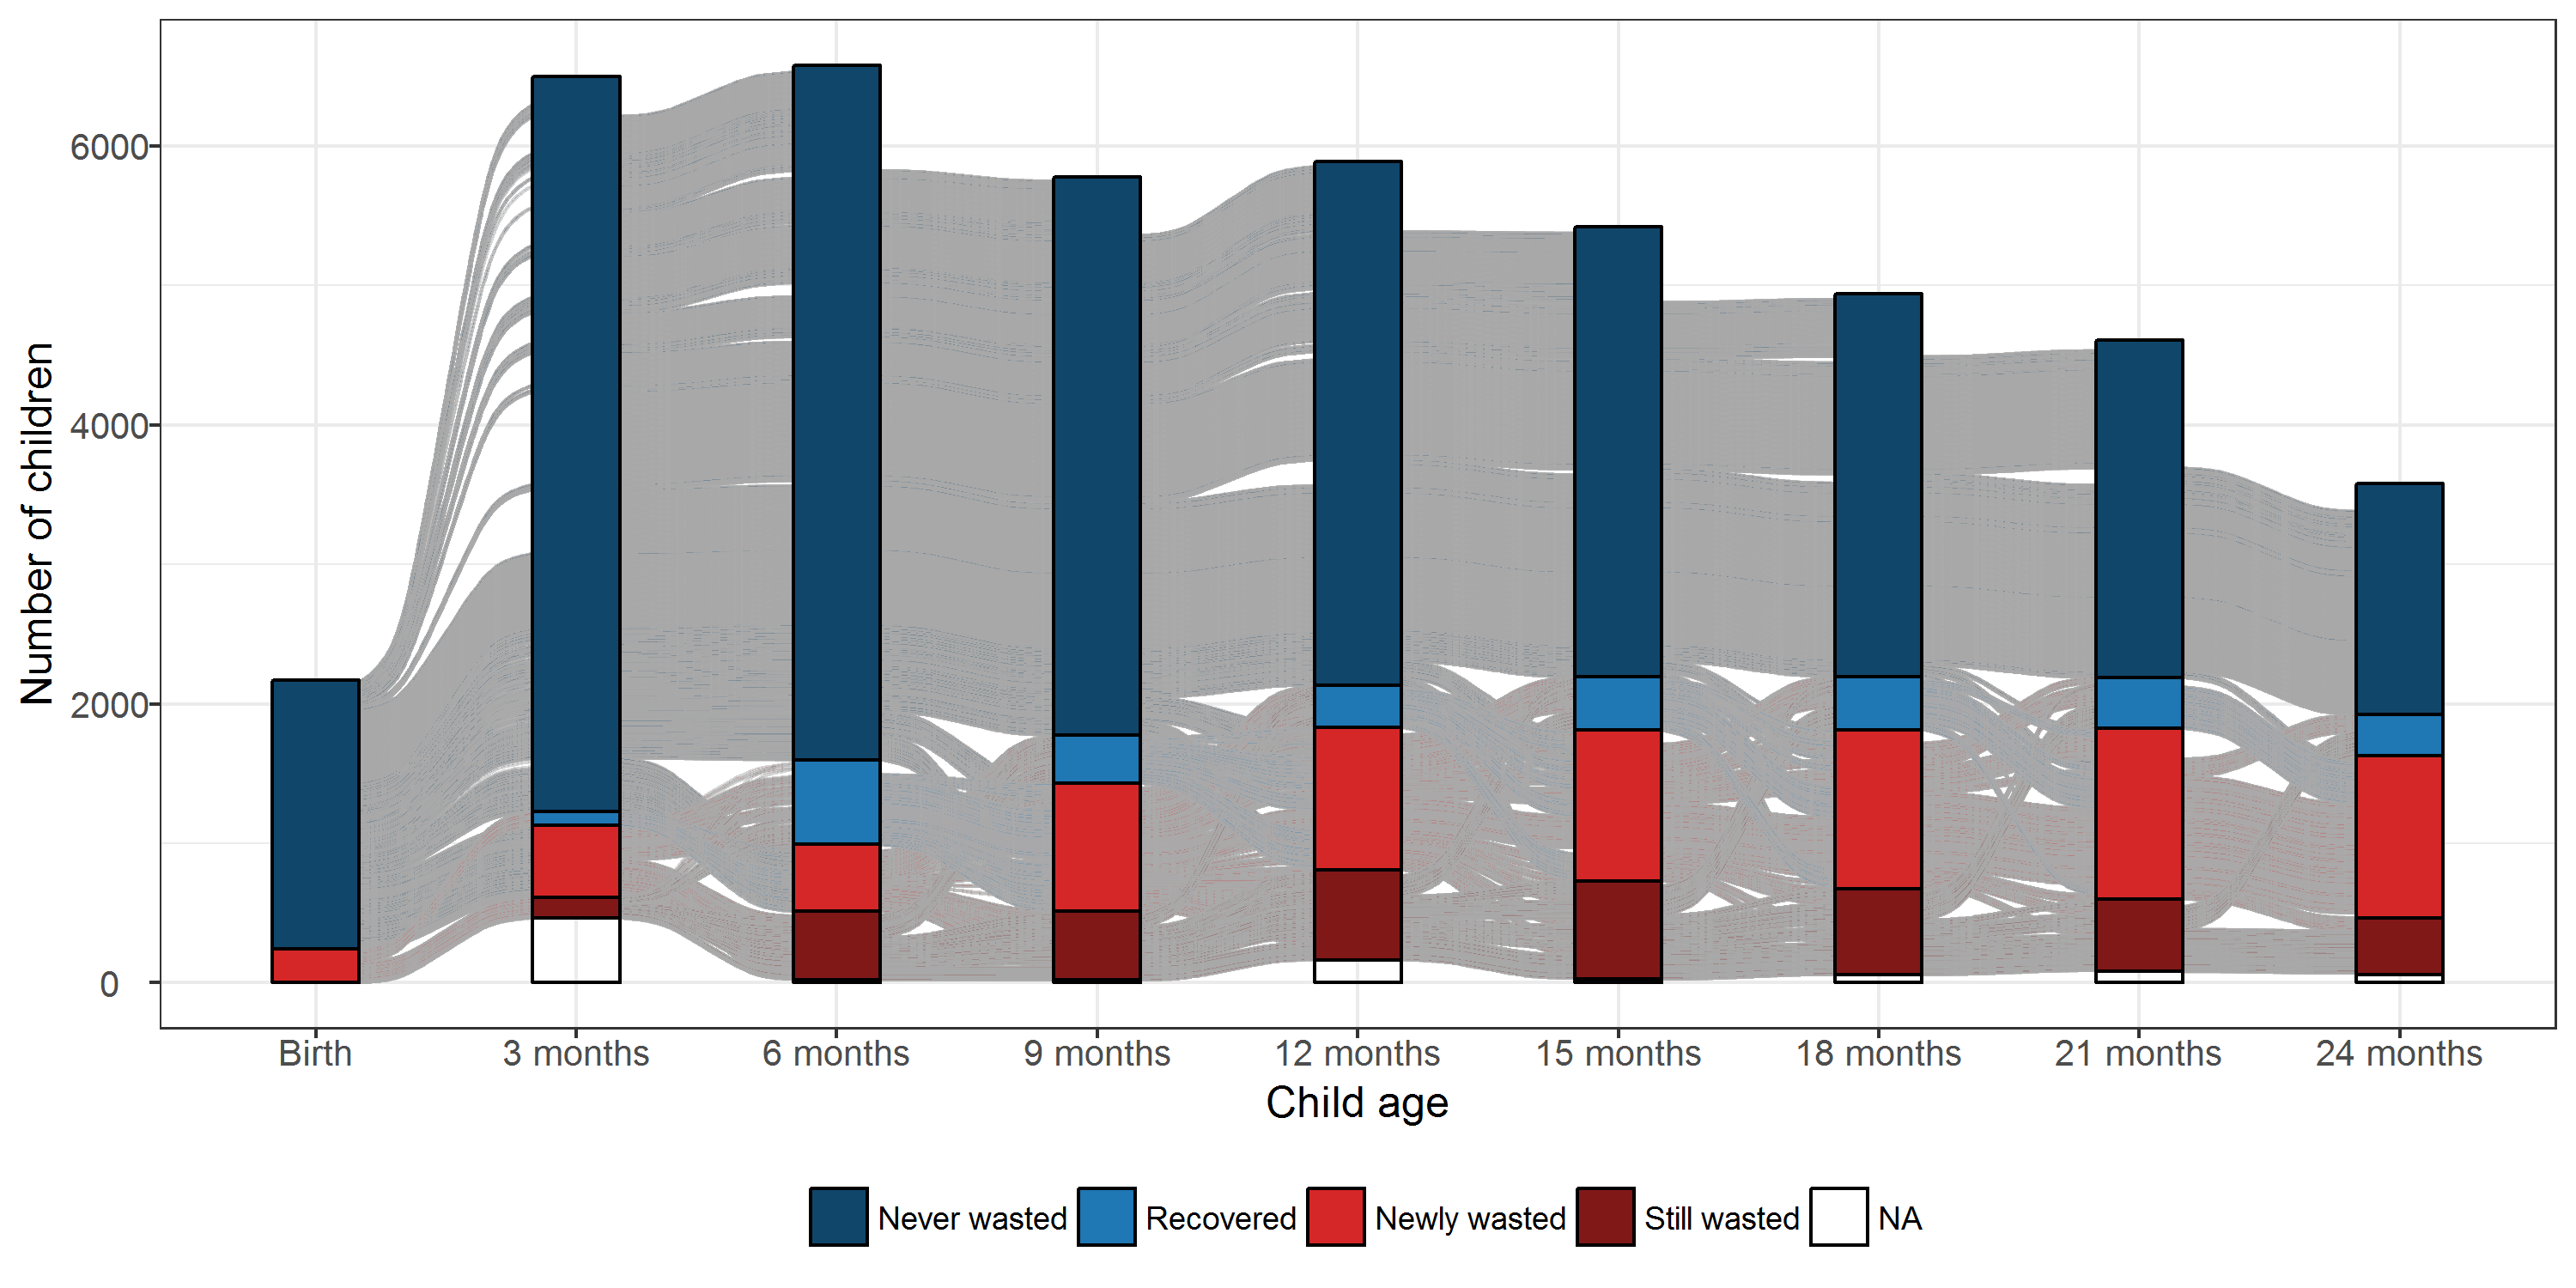 Number of children
6000
4000
2000
0
Birth 3 months 6 months 9 months 12 months 15 months 18 months 21 months 24 months
Child age
Never wasted Recovered Newly wasted Still wasted NA